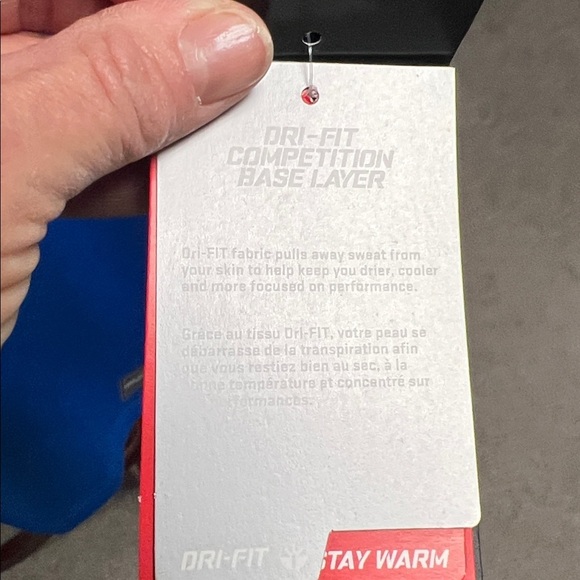 DRI-FIT
COMPETITION
BASE LAYER
Dri-FIT fabric pulls away sweat from
your skin to help keep you drier, cooler
and more focused on performance.
Grâce au tissu Dri-FIT, votre peau se
débarrasse de la transpiration afin
que vous restiez bien au sec, à la
bonne température et concentré sur
performances.
DRI-FIT STAY WARM